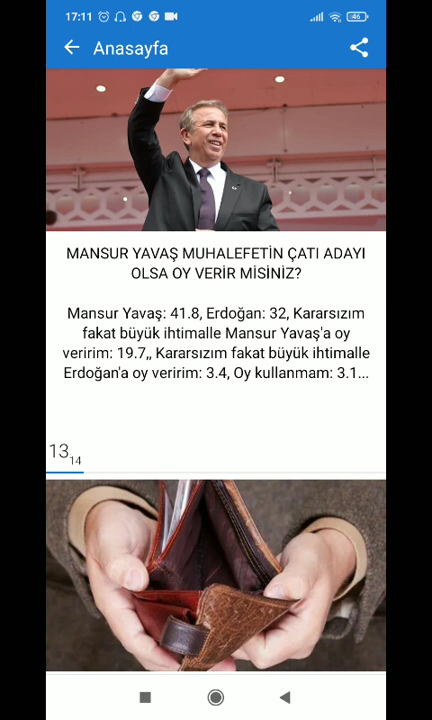 17:11
46
Anasayfa
MANSUR YAVAŞ MUHALEFETİN ÇATI ADAYI
OLSA OY VERİR MİSİNİZ?
Mansur Yavaş: 41.8, Erdoğan: 32, Kararsızım
fakat büyük ihtimalle Mansur Yavaş'a oy
veririm: 19.7,, Kararsızım fakat büyük ihtimalle
Erdoğan'a oy veririm: 3.4, Oy kullanmam: 3.1...
13
14